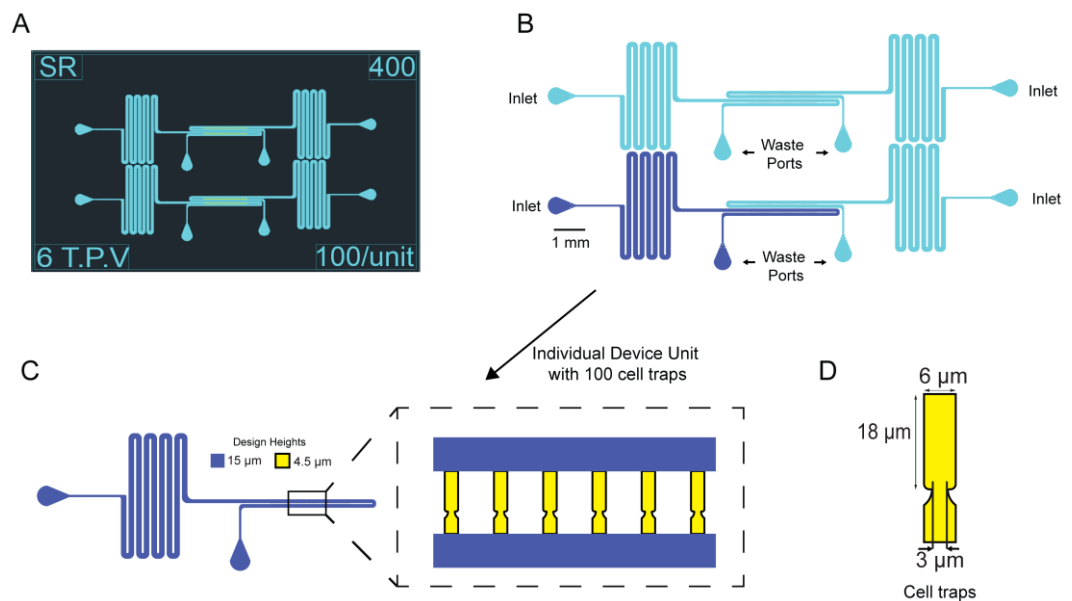 A
SR
400
6 T.P.V
100/unit
B
Inlet
Inlet
Waste
Ports
Inlet
Inlet
1 mm
Waste
Ports
Individual Device Unit
with 100 cell traps
C
Design Heights
15 µm
4.5 µm
D
6 µm
18 µm
3 µm
Cell traps